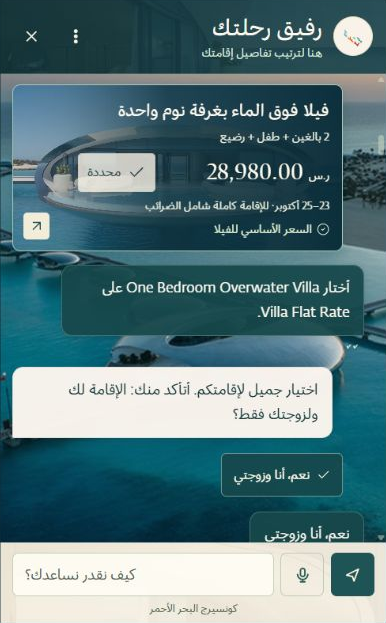 رفيق رحلتك
هنا لترتيب تفاصيل إقامتك
فيلا فوق الماء بغرفة نوم واحدة
2 بالغين + طفل + رضيع
ر.س 28,980.00
محددة
23–25 أكتوبر · للإقامة كاملة شامل الضرائب
السعر الأساسي للفيلا
أختار One Bedroom Overwater Villa على
Villa Flat Rate.
اختيار جميل لإقامتكم. أتأكد منك: الإقامة لك
ولزوجتك فقط؟
نعم، أنا وزوجتي
نعم، أنا وزوجتي
كيف نقدر نساعدك؟
كونسيرج البحر الأحمر